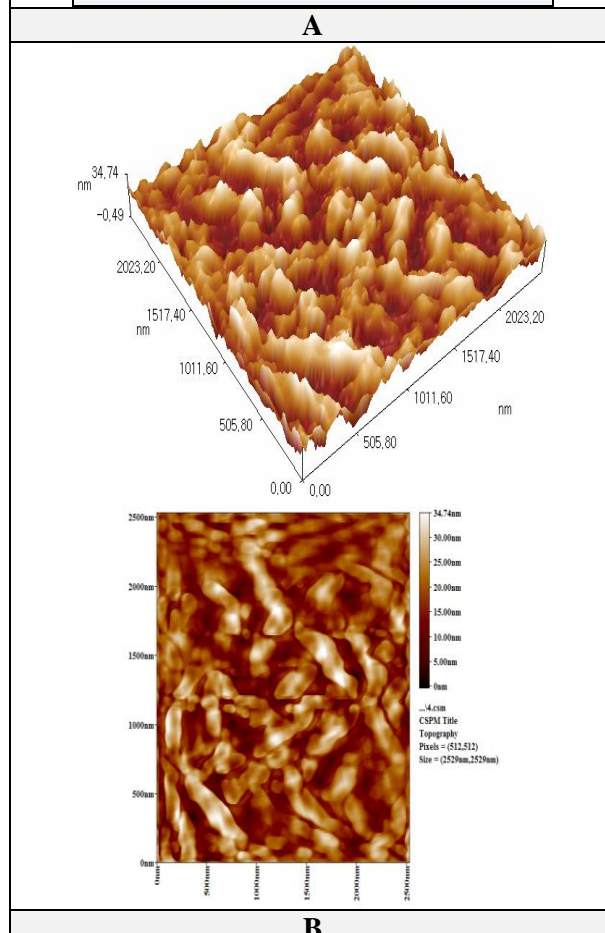 A
34,74
nm
-0,49
2023,20
1517,40
nm
1011,60
505,80
0,00
0,00
505,80
1011,60
1517,40
2023,20
nm
2500nm
2000nm
1500nm
1000nm
500nm
0nm
0nm
500nm
1000nm
1500nm
2000nm
2500nm
34.74nm
30.00nm
25.00nm
20.00nm
15.00nm
10.00nm
5.00nm
0nm
...\4.csm
CSPM Title
Topography
Pixels = (512,512)
Size = (2529nm,2529nm)
B